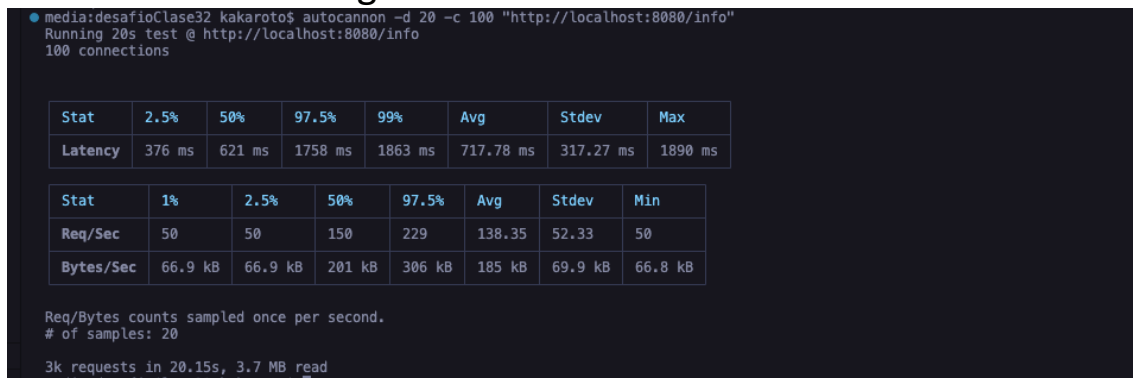 media:desafioClase32 kakaroto$ autocannon -d 20 -c 100 "http://localhost:8080/info"
Running 20s test @ http://localhost:8080/info
100 connections
Stat 2.5% 50% 97.5% 99% Avg Stdev Max
Latency 376 ms 621 ms 1758 ms 1863 ms 717.78 ms 317.27 ms 1890 ms
Stat 1% 2.5% 50% 97.5% Avg Stdev Min
Req/Sec 50 50 150 229 138.35 52.33 50
Bytes/Sec 66.9 kB 66.9 kB 201 kB 306 kB 185 kB 69.9 kB 66.8 kB
Req/Bytes counts sampled once per second.
# of samples: 20
3k requests in 20.15s, 3.7 MB read